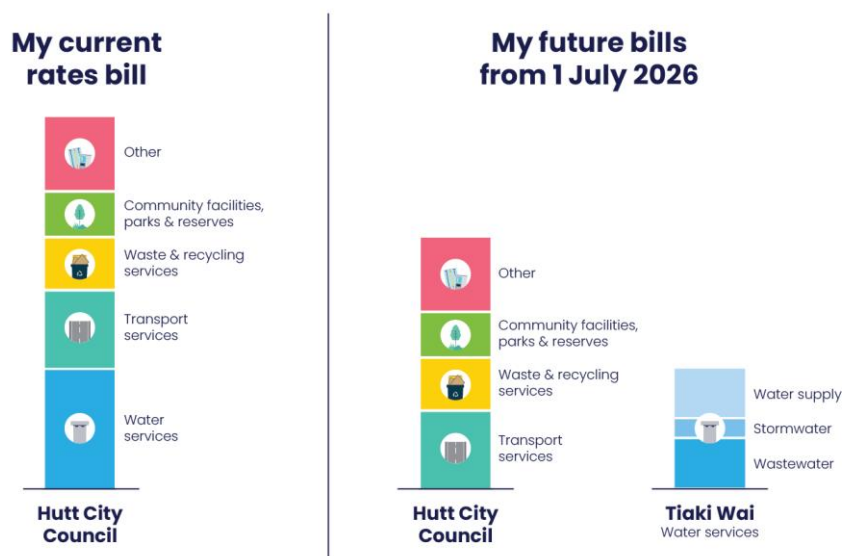 My current
rates bill
Other
Community facilities,
parks & reserves
Waste & recycling
services
Transport
services
Water
services
Hutt City
Council
My future bills
from 1 July 2026
Other
Community facilities,
parks & reserves
Waste & recycling
services
Transport
services
Hutt City
Council
Water supply
Stormwater
Wastewater
Tiaki Wai
Water services